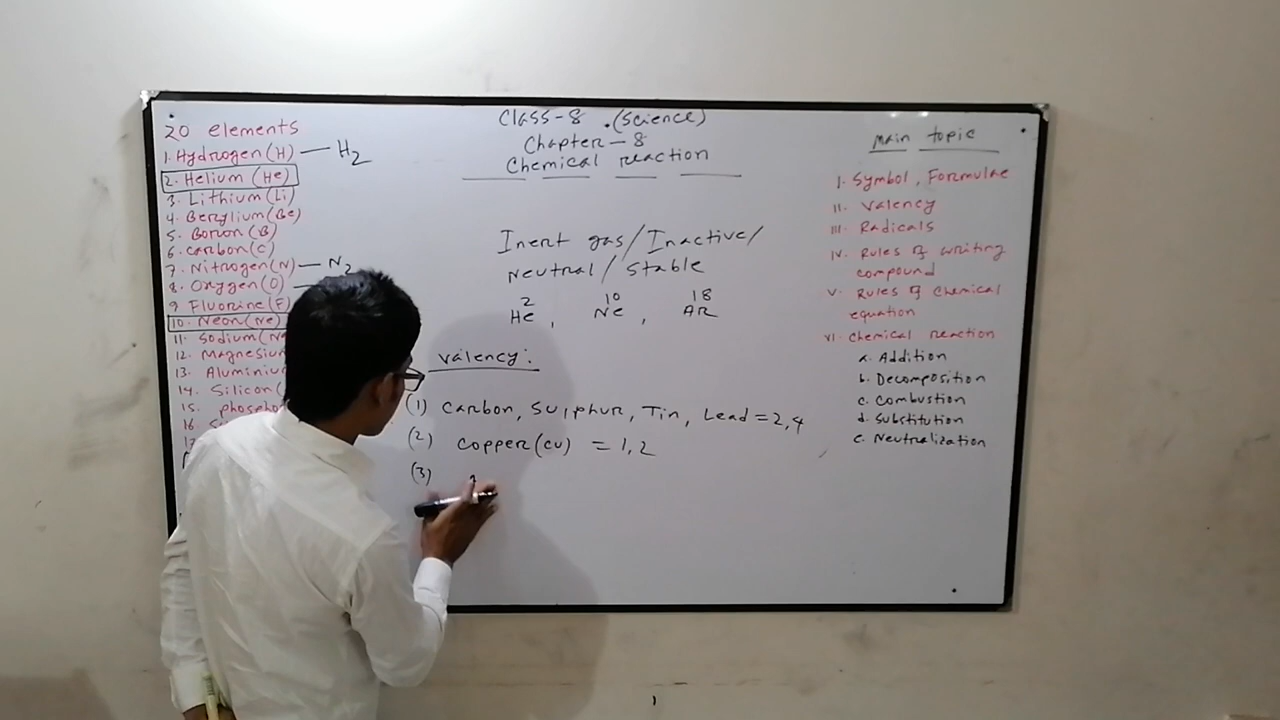 Class-8 (Science)
Chapter-8
Chemical reaction
20 elements
1. Hydrogen (H) — H2
2. Helium (He)
3. Lithium (Li)
4. Berylium (Be)
5. Boron (B)
6. Carbon (C)
7. Nitrogen (N) — N2
8. Oxygen (O) —
9. Fluorine (F)
10. Neon (Ne)
11. Sodium (Na
12. Magnesium
13. Aluminium
14. Silicon (
15. phospho
16. S
Inert gas/Inactive/
Neutral/Stable
2 10 18
He, Ne, Ar
Valency:
(1) Carbon, Sulphur, Tin, Lead = 2,4
(2) Copper (Cu) = 1,2
(3)
Main topic
I. Symbol, Formulae
II. Valency
III. Radicals
IV. Rules of writing
compound
V. Rules of Chemical
equation
VI. Chemical reaction
a. Addition
b. Decomposition
c. Combustion
d. Substitution
e. Neutralization